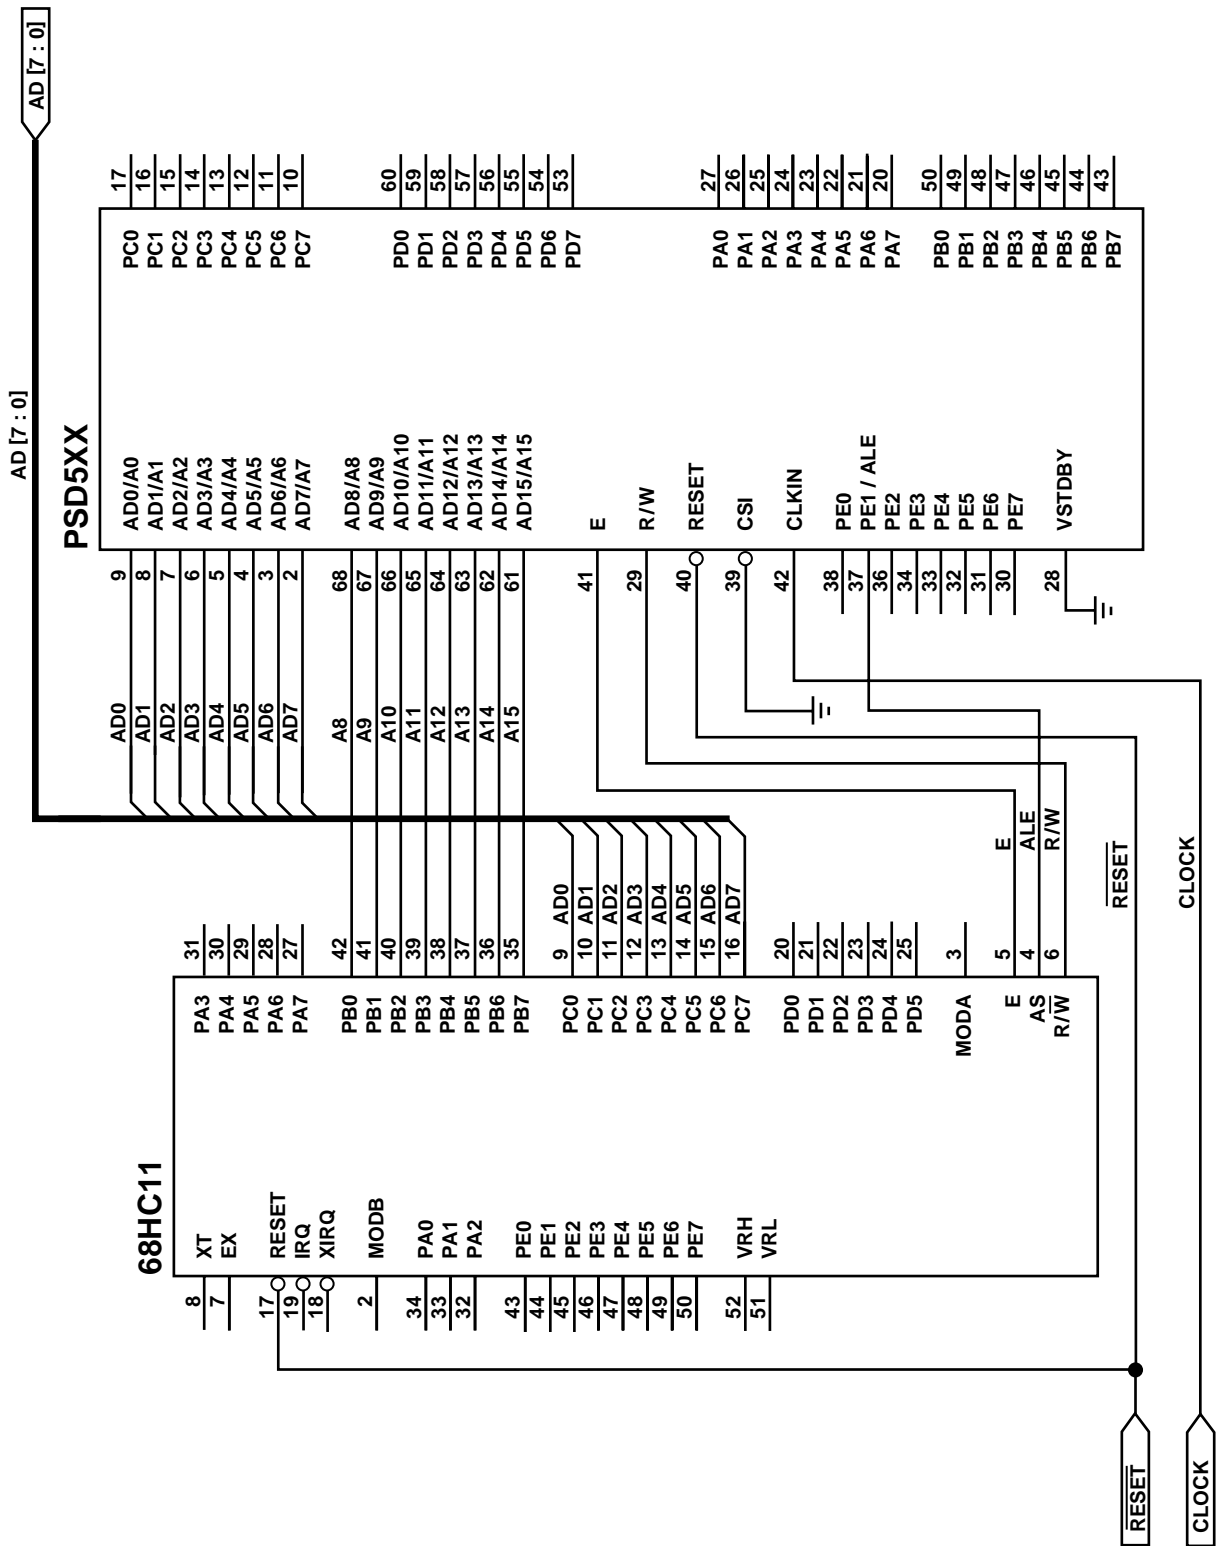 AD [7 : 0]
AD [7 : 0]
68HC11
8 XT
7 EX
17 RESET
19 IRQ
18 XIRQ
2 MODB
34 PA0
33 PA1
32 PA2
43 PE0
44 PE1
45 PE2
46 PE3
47 PE4
48 PE5
49 PE6
50 PE7
52 VRH
51 VRL
PA3 31
PA4 30
PA5 29
PA6 28
PA7 27
PB0 42
PB1 41
PB2 40
PB3 39
PB4 38
PB5 37
PB6 36
PB7 35
PC0 9 AD0
PC1 10 AD1
PC2 11 AD2
PC3 12 AD3
PC4 13 AD4
PC5 14 AD5
PC6 15 AD6
PC7 16 AD7
PD0 20
PD1 21
PD2 22
PD3 23
PD4 24
PD5 25
MODA 3
E 5 E
AS 4 ALE
R/W̅ 6 R/W
PSD5XX
AD0 9 AD0/A0
AD1 8 AD1/A1
AD2 7 AD2/A2
AD3 6 AD3/A3
AD4 5 AD4/A4
AD5 4 AD5/A5
AD6 3 AD6/A6
AD7 2 AD7/A7
A8 68 AD8/A8
A9 67 AD9/A9
A10 66 AD10/A10
A11 65 AD11/A11
A12 64 AD12/A12
A13 63 AD13/A13
A14 62 AD14/A14
A15 61 AD15/A15
41 E
29 R/W
40 RESET
39 CSI
42 CLKIN
38 PE0
37 PE1 / ALE
36 PE2
34 PE3
33 PE4
32 PE5
31 PE6
30 PE7
28 VSTDBY
PC0 17
PC1 16
PC2 15
PC3 14
PC4 13
PC5 12
PC6 11
PC7 10
PD0 60
PD1 59
PD2 58
PD3 57
PD4 56
PD5 55
PD6 54
PD7 53
PA0 27
PA1 26
PA2 25
PA3 24
PA4 23
PA5 22
PA6 21
PA7 20
PB0 50
PB1 49
PB2 48
PB3 47
PB4 46
PB5 45
PB6 44
PB7 43
RESET RESET
CLOCK CLOCK